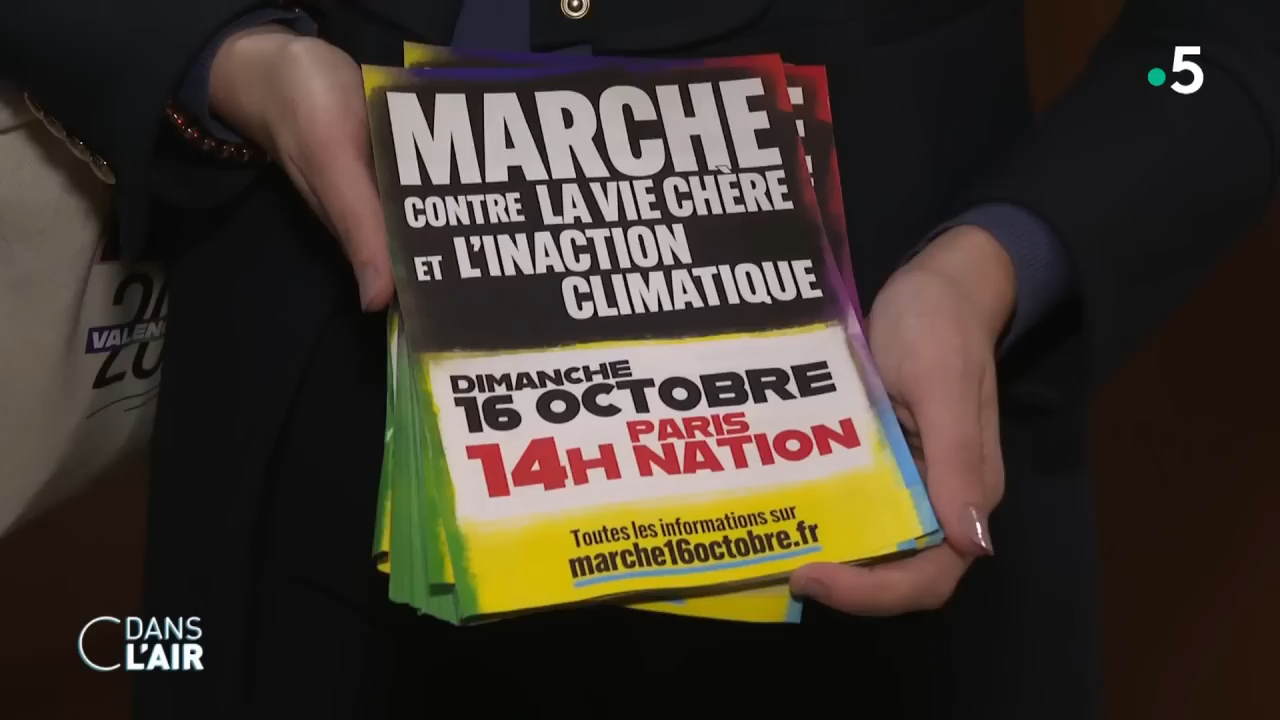 5
MARCHE
CONTRE LA VIE CHÈRE
ET L'INACTION
CLIMATIQUE
DIMANCHE
16 OCTOBRE
14H PARIS
NATION
Toutes les informations sur
marche16octobre.fr
C DANS
L'AIR